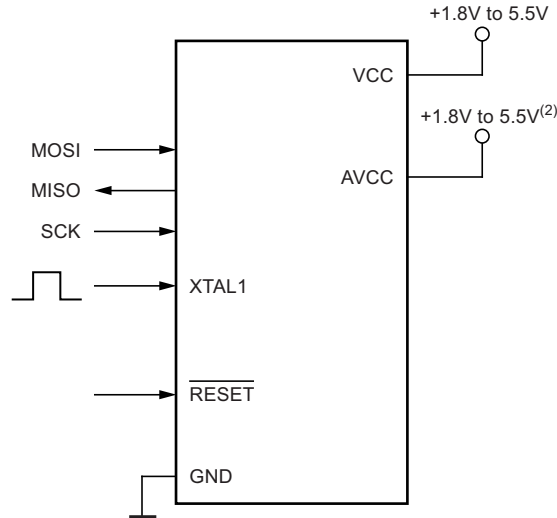 +1.8V to 5.5V
VCC
+1.8V to 5.5V(2)
MOSI
AVCC
MISO
SCK
XTAL1
RESET
GND